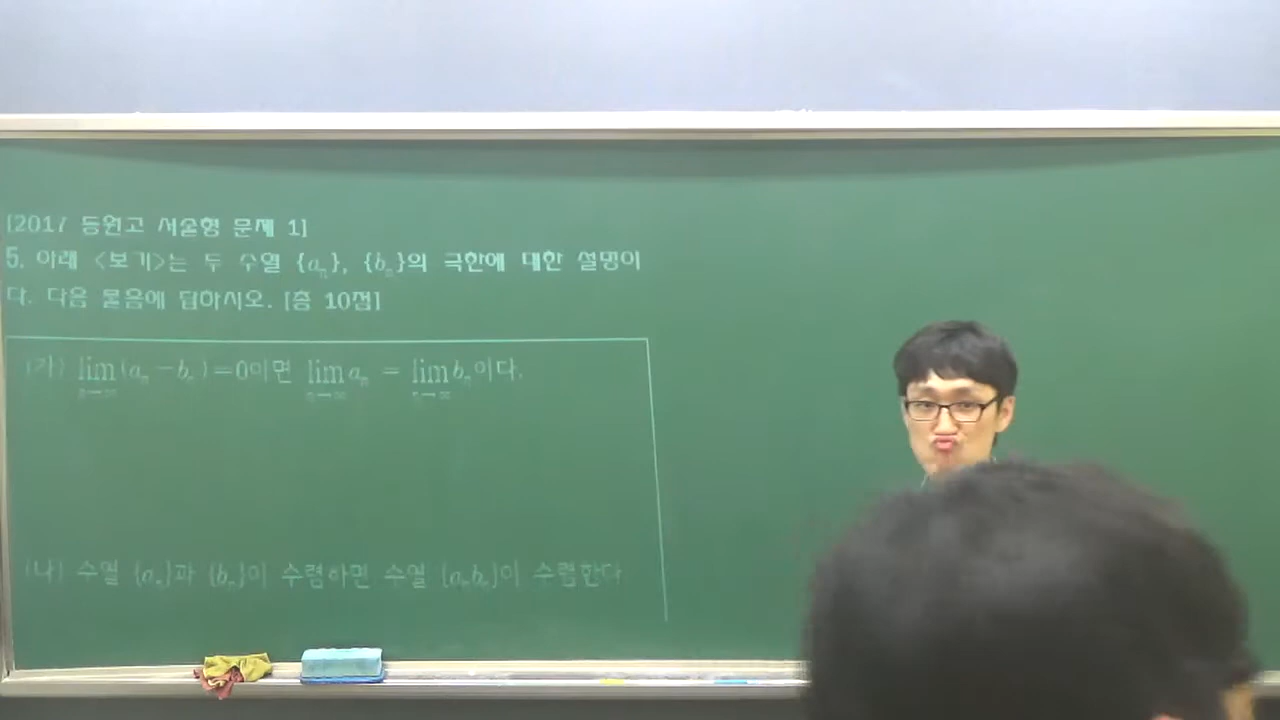 [2017 등원고 서술형 문제 1]
5. 아래 <보기>는 두 수열 {aₙ}, {bₙ}의 극한에 대한 설명이
다. 다음 물음에 답하시오. [총 10점]
(가) lim(aₙ − bₙ)=0이면 lim aₙ = lim bₙ이다.
n→∞ n→∞ n→∞
(나) 수열 {aₙ}과 {bₙ}이 수렴하면 수열 {aₙbₙ}이 수렴한다